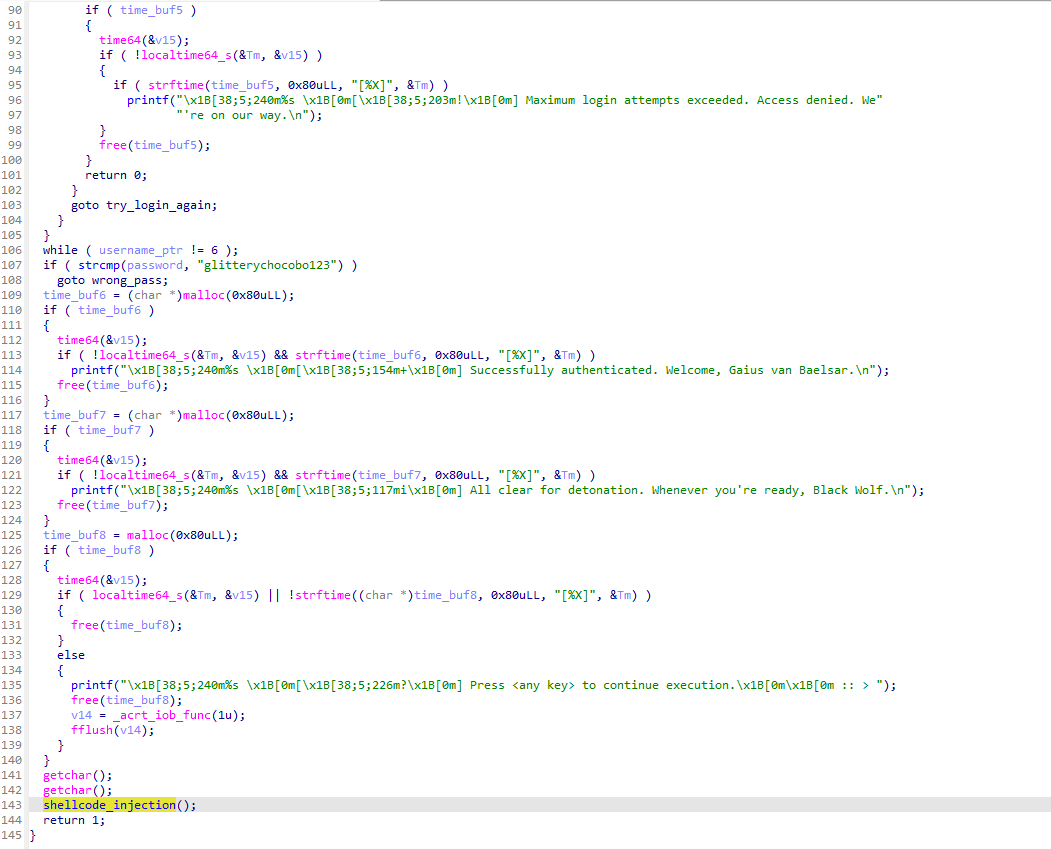 90 if ( time_buf5 )
91 {
92 time64(&v15);
93 if ( !localtime64_s(&Tm, &v15) )
94 {
95 if ( strftime(time_buf5, 0x80uLL, "[%X]", &Tm) )
96 printf("\x1B[38;5;240m%s \x1B[0m[\x1B[38;5;203m!\x1B[0m] Maximum login attempts exceeded. Access denied. We"
97 "'re on our way.\n");
98 }
99 free(time_buf5);
100 }
101 return 0;
102 }
103 goto try_login_again;
104 }
105 }
106 while ( username_ptr != 6 );
107 if ( strcmp(password, "glitterychocobo123") )
108 goto wrong_pass;
109 time_buf6 = (char *)malloc(0x80uLL);
110 if ( time_buf6 )
111 {
112 time64(&v15);
113 if ( !localtime64_s(&Tm, &v15) && strftime(time_buf6, 0x80uLL, "[%X]", &Tm) )
114 printf("\x1B[38;5;240m%s \x1B[0m[\x1B[38;5;154m+\x1B[0m] Successfully authenticated. Welcome, Gaius van Baelsar.\n");
115 free(time_buf6);
116 }
117 time_buf7 = (char *)malloc(0x80uLL);
118 if ( time_buf7 )
119 {
120 time64(&v15);
121 if ( !localtime64_s(&Tm, &v15) && strftime(time_buf7, 0x80uLL, "[%X]", &Tm) )
122 printf("\x1B[38;5;240m%s \x1B[0m[\x1B[38;5;117mi\x1B[0m] All clear for detonation. Whenever you're ready, Black Wolf.\n");
123 free(time_buf7);
124 }
125 time_buf8 = malloc(0x80uLL);
126 if ( time_buf8 )
127 {
128 time64(&v15);
129 if ( localtime64_s(&Tm, &v15) || !strftime((char *)time_buf8, 0x80uLL, "[%X]", &Tm) )
130 {
131 free(time_buf8);
132 }
133 else
134 {
135 printf("\x1B[38;5;240m%s \x1B[0m[\x1B[38;5;226m?\x1B[0m] Press <any key> to continue execution.\x1B[0m\x1B[0m :: > ");
136 free(time_buf8);
137 v14 = _acrt_iob_func(1u);
138 fflush(v14);
139 }
140 }
141 getchar();
142 getchar();
143 shellcode_injection();
144 return 1;
145 }